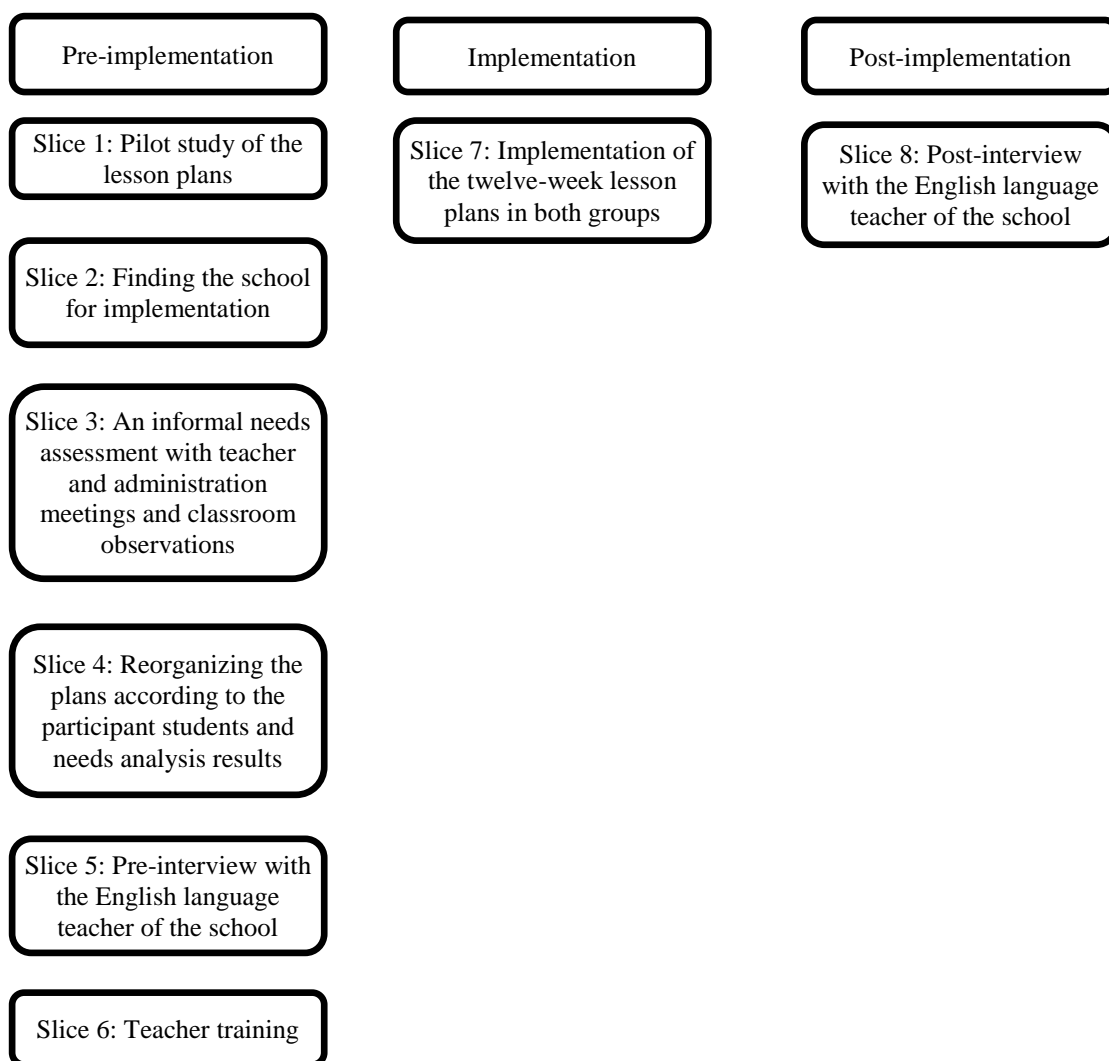 Pre-implementation
Implementation
Post-implementation
Slice 1: Pilot study of the
lesson plans
Slice 2: Finding the school
for implementation
Slice 3: An informal needs
assessment with teacher
and administration
meetings and classroom
observations
Slice 4: Reorganizing the
plans according to the
participant students and
needs analysis results
Slice 5: Pre-interview with
the English language
teacher of the school
Slice 6: Teacher training
Slice 7: Implementation of
the twelve-week lesson
plans in both groups
Slice 8: Post-interview
with the English language
teacher of the school